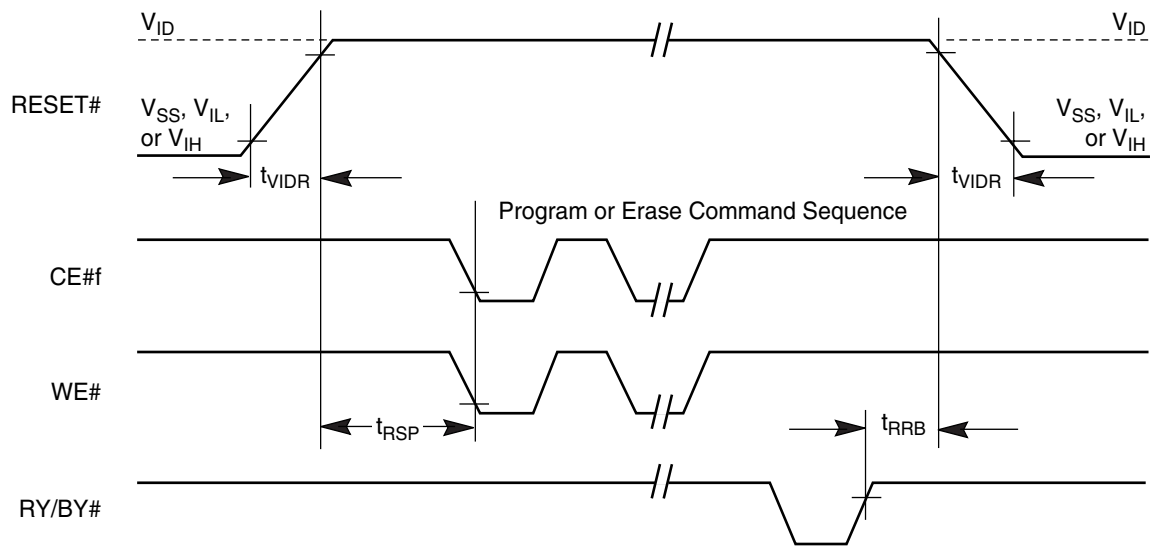 VID
VID
RESET#
VSS, VIL,
or VIH
VSS, VIL,
or VIH
tVIDR
tVIDR
Program or Erase Command Sequence
CE#f
WE#
tRSP
tRRB
RY/BY#